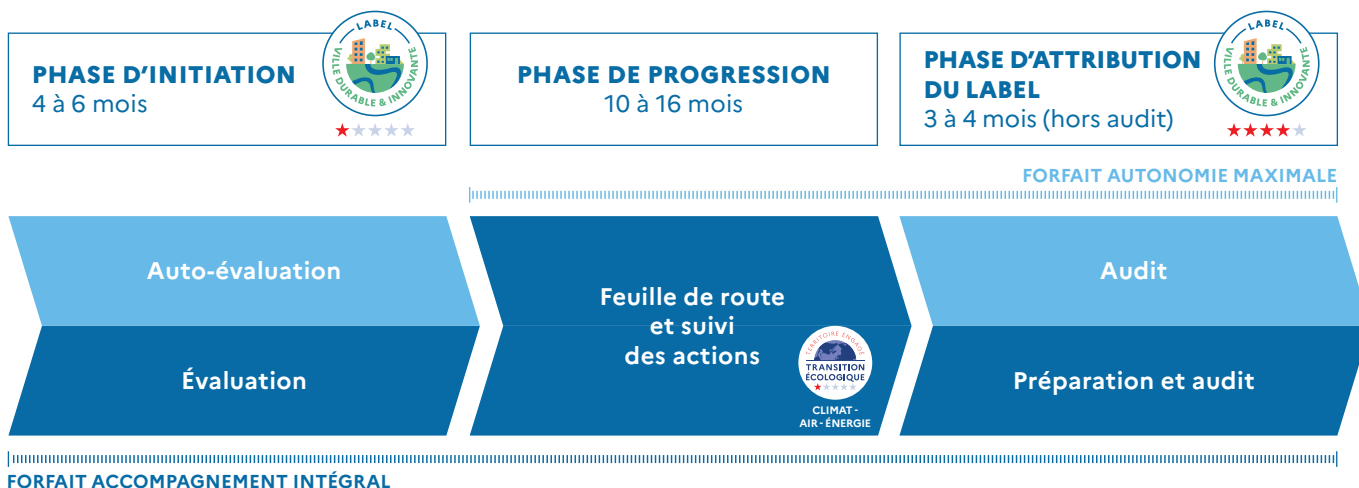 LABEL
VILLE DURABLE & INNOVANTE
PHASE D'INITIATION
4 à 6 mois
PHASE DE PROGRESSION
10 à 16 mois
LABEL
VILLE DURABLE & INNOVANTE
PHASE D'ATTRIBUTION
DU LABEL
3 à 4 mois (hors audit)
FORFAIT AUTONOMIE MAXIMALE
Auto-évaluation
Évaluation
Feuille de route
et suivi
des actions
TERRITOIRE ENGAGÉ
TRANSITION
ÉCOLOGIQUE
CLIMAT -
AIR - ÉNERGIE
Audit
Préparation et audit
FORFAIT ACCOMPAGNEMENT INTÉGRAL